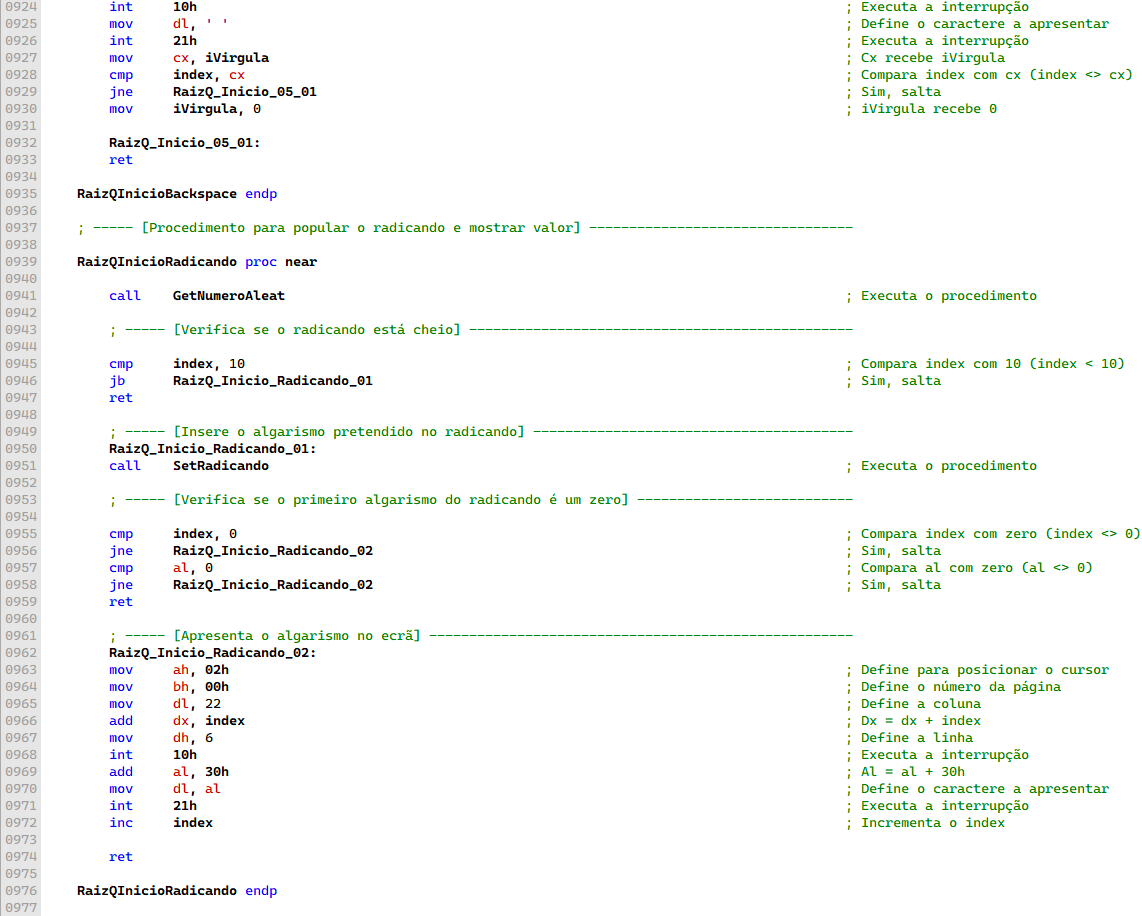 0924 int 10h ; Executa a interrupção
0925 mov dl, ' ' ; Define o caractere a apresentar
0926 int 21h ; Executa a interrupção
0927 mov cx, iVirgula ; Cx recebe iVirgula
0928 cmp index, cx ; Compara index com cx (index <> cx)
0929 jne RaizQ_Inicio_05_01 ; Sim, salta
0930 mov iVirgula, 0 ; iVirgula recebe 0
0931
0932 RaizQ_Inicio_05_01:
0933 ret
0934
0935 RaizQInicioBackspace endp
0936
0937 ; ----- [Procedimento para popular o radicando e mostrar valor] ---------------------------------
0938
0939 RaizQInicioRadicando proc near
0940
0941 call GetNumeroAleat ; Executa o procedimento
0942
0943 ; ----- [Verifica se o radicando está cheio] ------------------------------------------------
0944
0945 cmp index, 10 ; Compara index com 10 (index < 10)
0946 jb RaizQ_Inicio_Radicando_01 ; Sim, salta
0947 ret
0948
0949 ; ----- [Insere o algarismo pretendido no radicando] ----------------------------------------
0950 RaizQ_Inicio_Radicando_01:
0951 call SetRadicando ; Executa o procedimento
0952
0953 ; ----- [Verifica se o primeiro algarismo do radicando é um zero] ---------------------------
0954
0955 cmp index, 0 ; Compara index com zero (index <> 0)
0956 jne RaizQ_Inicio_Radicando_02 ; Sim, salta
0957 cmp al, 0 ; Compara al com zero (al <> 0)
0958 jne RaizQ_Inicio_Radicando_02 ; Sim, salta
0959 ret
0960
0961 ; ----- [Apresenta o algarismo no ecrã] -----------------------------------------------------
0962 RaizQ_Inicio_Radicando_02:
0963 mov ah, 02h ; Define para posicionar o cursor
0964 mov bh, 00h ; Define o número da página
0965 mov dl, 22 ; Define a coluna
0966 add dx, index ; Dx = dx + index
0967 mov dh, 6 ; Define a linha
0968 int 10h ; Executa a interrupção
0969 add al, 30h ; Al = al + 30h
0970 mov dl, al ; Define o caractere a apresentar
0971 int 21h ; Executa a interrupção
0972 inc index ; Incrementa o index
0973
0974 ret
0975
0976 RaizQInicioRadicando endp
0977